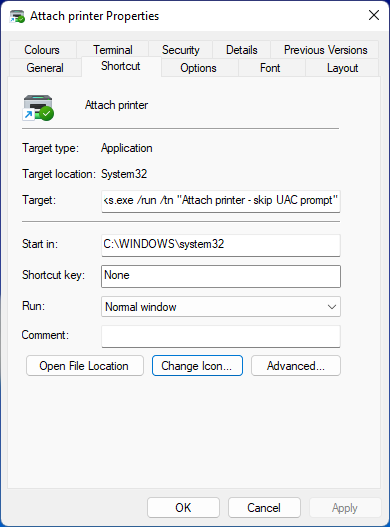 Attach printer Properties
Colours Terminal Security Details Previous Versions
General Shortcut Options Font Layout
Attach printer
Target type: Application
Target location: System32
Target: <s.exe /run /tn "Attach printer - skip UAC prompt"
Start in: C:\WINDOWS\system32
Shortcut key: None
Run: Normal window
Comment:
Open File Location Change Icon... Advanced...
OK Cancel Apply